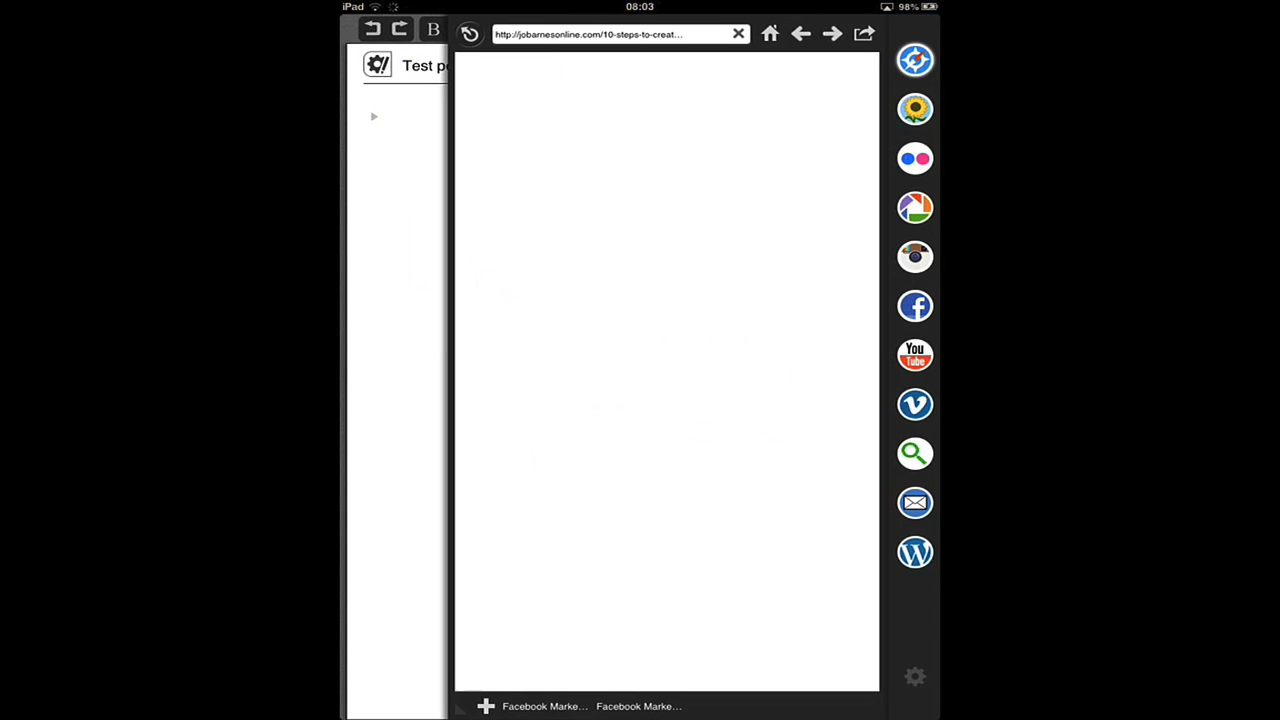 iPad
08:03
98%
B
http://jobarnesonline.com/10-steps-to-creat...
Test p
You
Tube
Facebook Marke...
Facebook Marke...